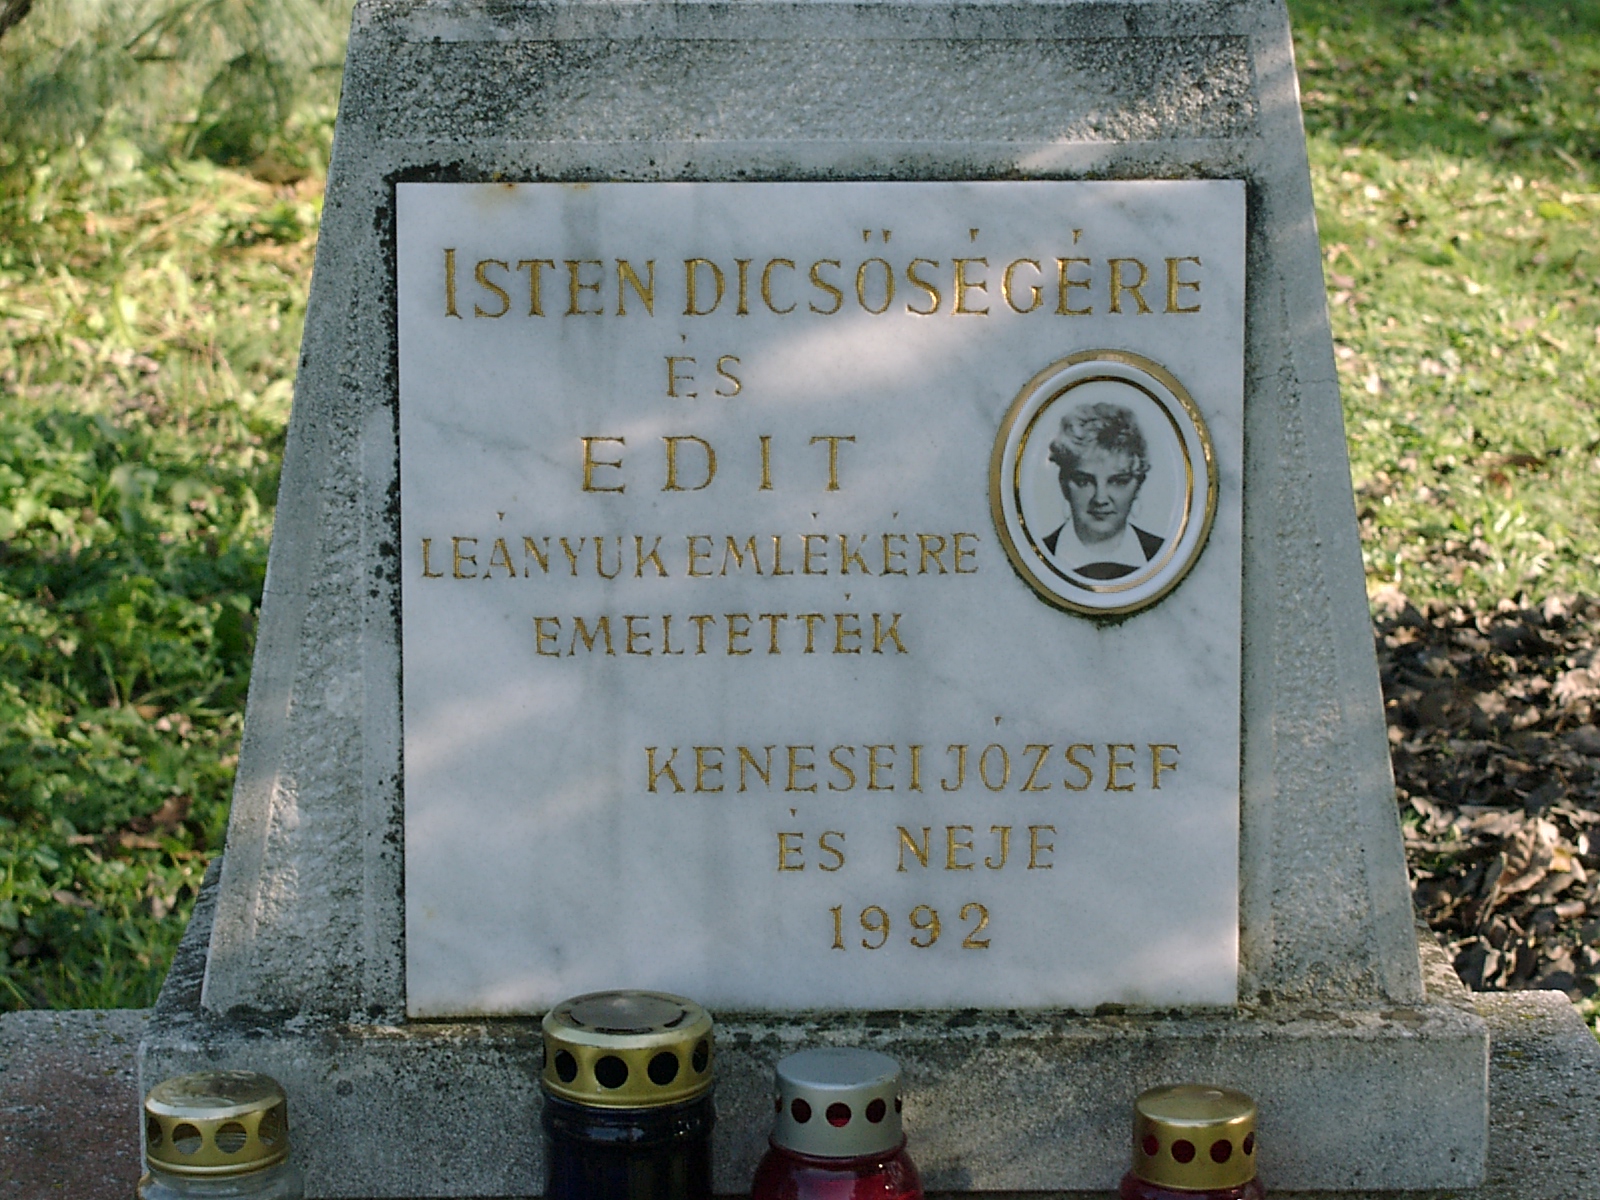 ISTEN DICSŐSÉGÉRE
ÉS
EDIT
LEÁNYUK EMLÉKÉRE
EMELTETTÉK
KENESEI JÓZSEF
ÉS NEJE
1992